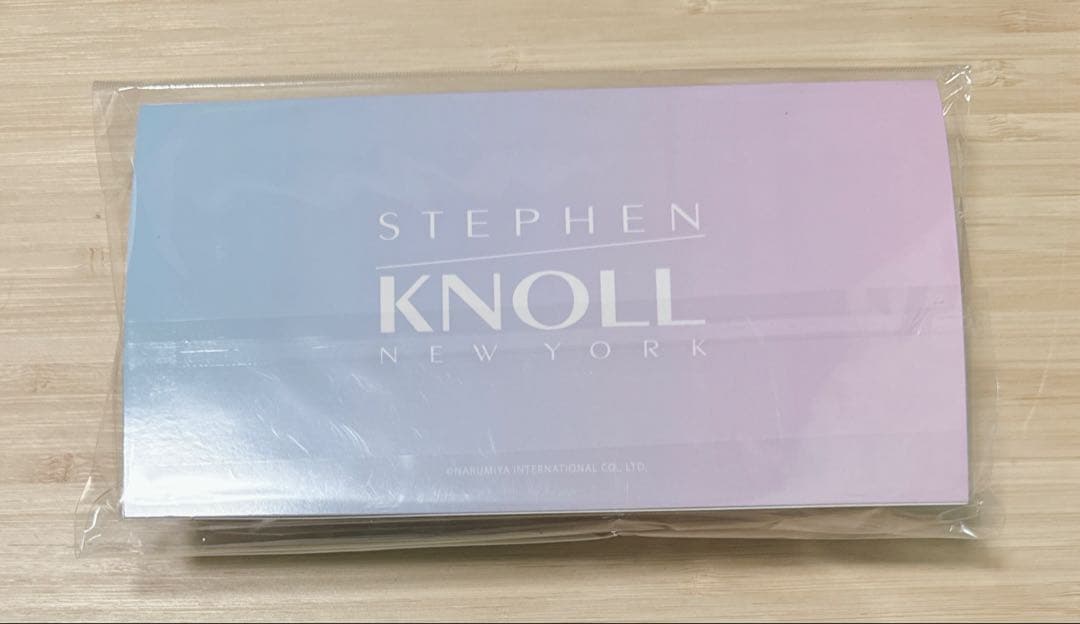 STEPHEN
KNOLL
NEW YORK
©NARUMIYA INTERNATIONAL CO., LTD.